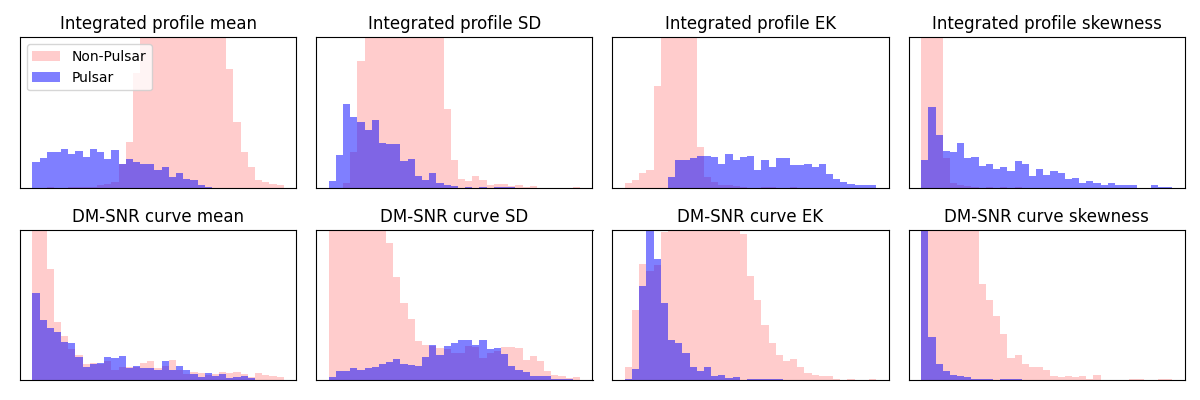 Integrated profile mean
Integrated profile SD
Integrated profile EK
Integrated profile skewness
Non-Pulsar
Pulsar
DM-SNR curve mean
DM-SNR curve SD
DM-SNR curve EK
DM-SNR curve skewness